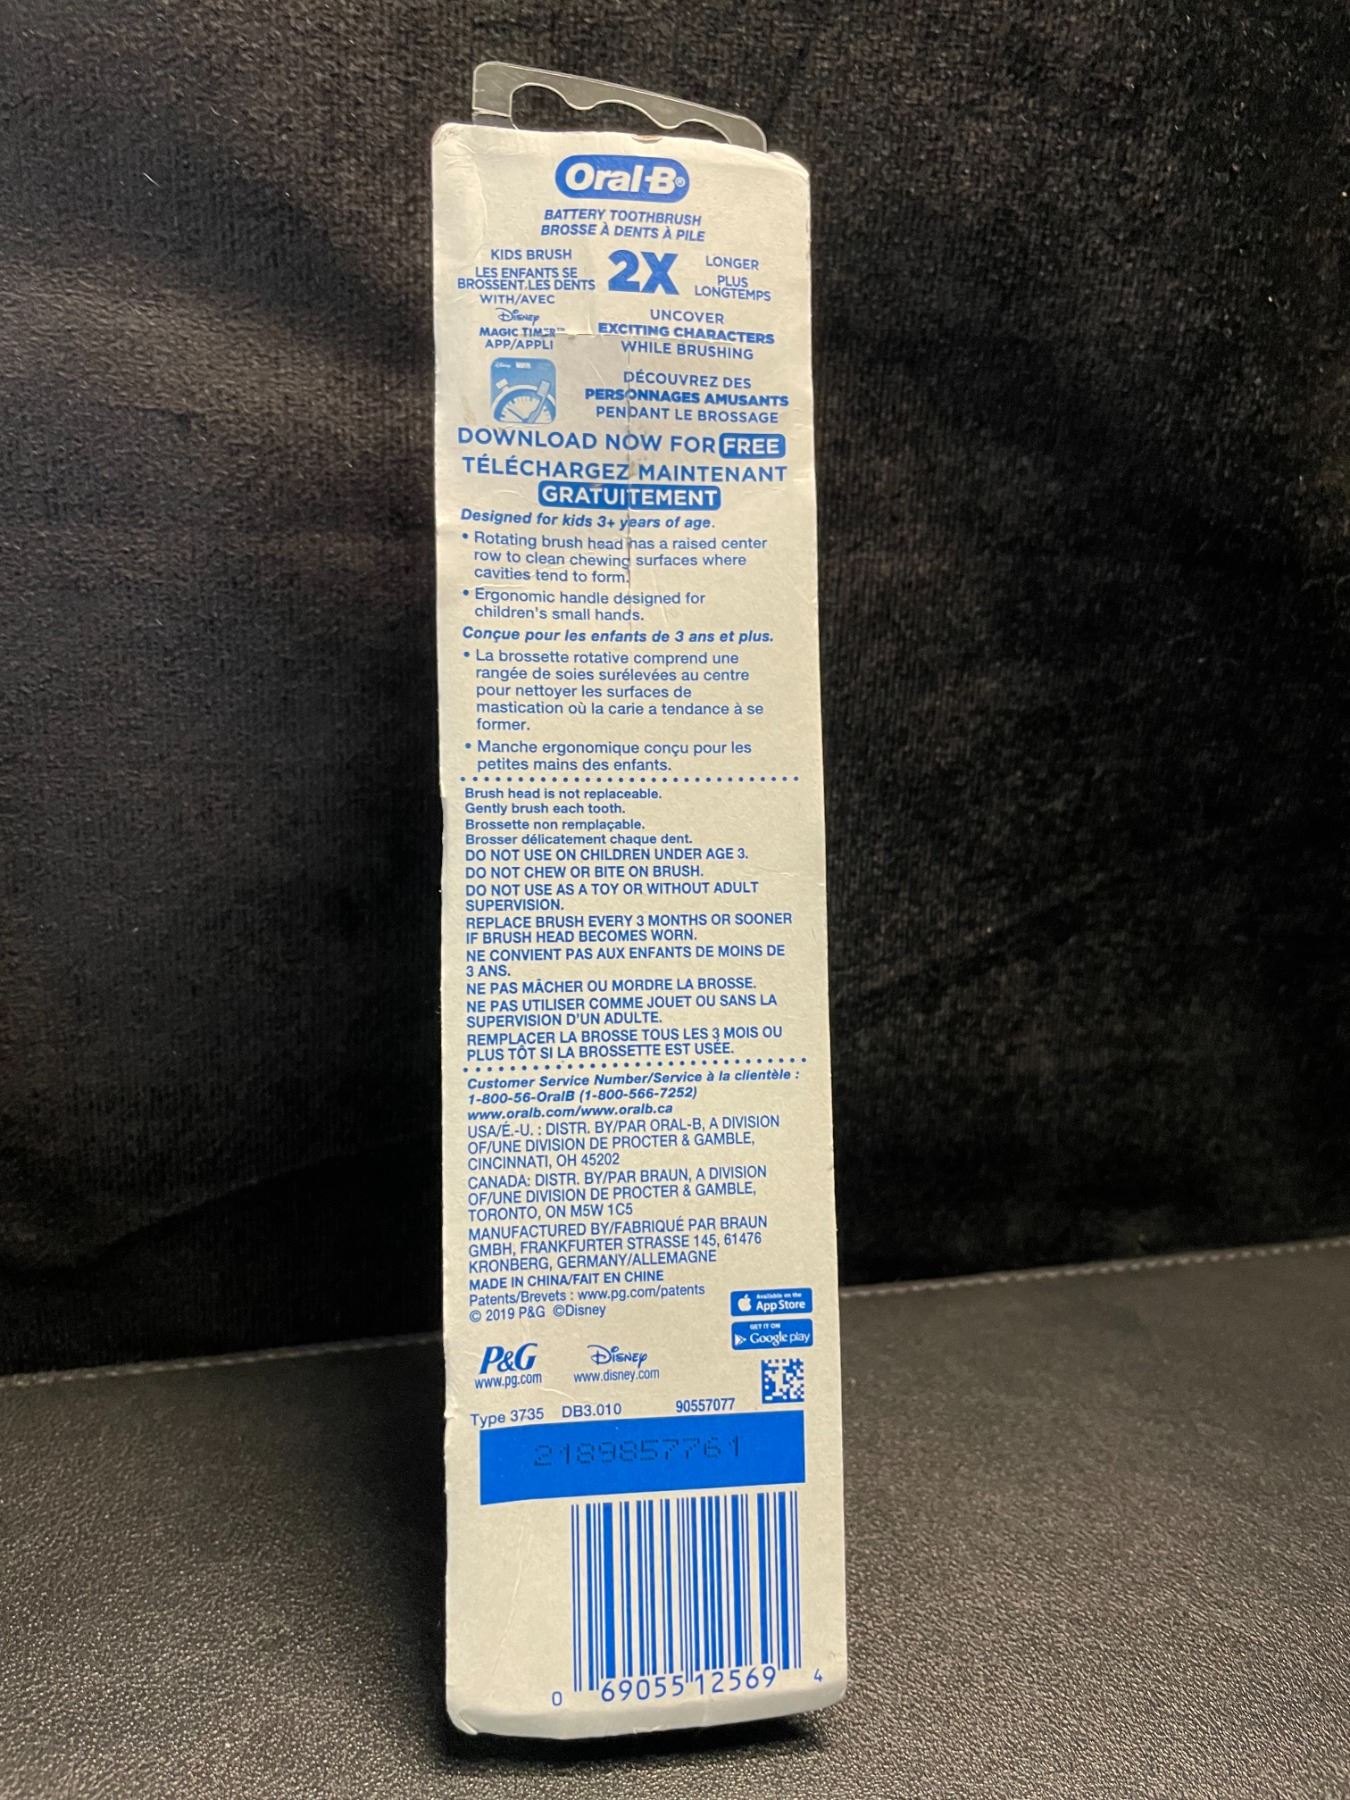 Oral-B®
BATTERY TOOTHBRUSH
BROSSE À DENTS À PILE
KIDS BRUSH
LES ENFANTS SE
BROSSENT LES DENTS
2X
LONGER
PLUS
LONGTEMPS
WITH/AVEC
Disney
MAGIC TIMER™
APP/APPLI
UNCOVER
EXCITING CHARACTERS
WHILE BRUSHING
DÉCOUVREZ DES
PERSONNAGES AMUSANTS
PENDANT LE BROSSAGE
DOWNLOAD NOW FOR FREE
TÉLÉCHARGEZ MAINTENANT
GRATUITEMENT
Designed for kids 3+ years of age.
• Rotating brush head has a raised center
row to clean chewing surfaces where
cavities tend to form.
• Ergonomic handle designed for
children's small hands.
Conçue pour les enfants de 3 ans et plus.
• La brossette rotative comprend une
rangée de soies surélevées au centre
pour nettoyer les surfaces de
mastication où la carie a tendance à se
former.
• Manche ergonomique conçu pour les
petites mains des enfants.
Brush head is not replaceable.
Gently brush each tooth.
Brossette non remplaçable.
Brosser délicatement chaque dent.
DO NOT USE ON CHILDREN UNDER AGE 3.
DO NOT CHEW OR BITE ON BRUSH.
DO NOT USE AS A TOY OR WITHOUT ADULT
SUPERVISION.
REPLACE BRUSH EVERY 3 MONTHS OR SOONER
IF BRUSH HEAD BECOMES WORN.
NE CONVIENT PAS AUX ENFANTS DE MOINS DE
3 ANS.
NE PAS MÂCHER OU MORDRE LA BROSSE.
NE PAS UTILISER COMME JOUET OU SANS LA
SUPERVISION D'UN ADULTE.
REMPLACER LA BROSSE TOUS LES 3 MOIS OU
PLUS TÔT SI LA BROSSETTE EST USÉE.
Customer Service Number/Service à la clientèle :
1-800-56-OralB (1-800-566-7252)
www.oralb.com/www.oralb.ca
USA/É.-U. : DISTR. BY/PAR ORAL-B, A DIVISION
OF/UNE DIVISION DE PROCTER & GAMBLE,
CINCINNATI, OH 45202
CANADA: DISTR. BY/PAR BRAUN, A DIVISION
OF/UNE DIVISION DE PROCTER & GAMBLE,
TORONTO, ON M5W 1C5
MANUFACTURED BY/FABRIQUÉ PAR BRAUN
GMBH, FRANKFURTER STRASSE 145, 61476
KRONBERG, GERMANY/ALLEMAGNE
MADE IN CHINA/FAIT EN CHINE
Patents/Brevets : www.pg.com/patents
© 2019 P&G ©Disney
Available on the
App Store
GET IT ON
Google play
P&G
www.pg.com
Disney
www.disney.com
Type 3735 DB3.010 90557077
2189857761
0 69055 12569 4